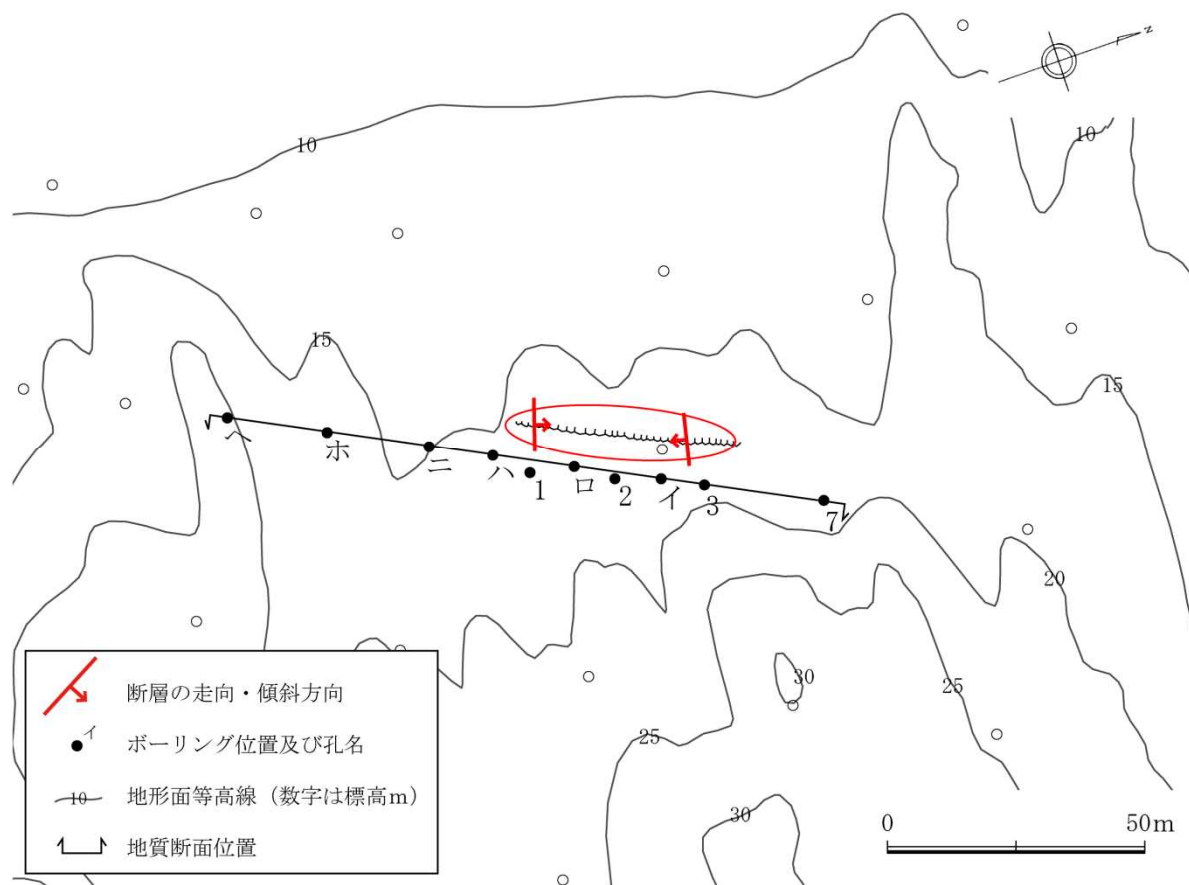 N
10
10
15
15
ヘ
ホ
ニ
ハ
1
ロ
2
イ
3
7
20
30
25
25
30
断層の走向・傾斜方向
イ
ボーリング位置及び孔名
10
地形面等高線（数字は標高m）
地質断面位置
0
50m